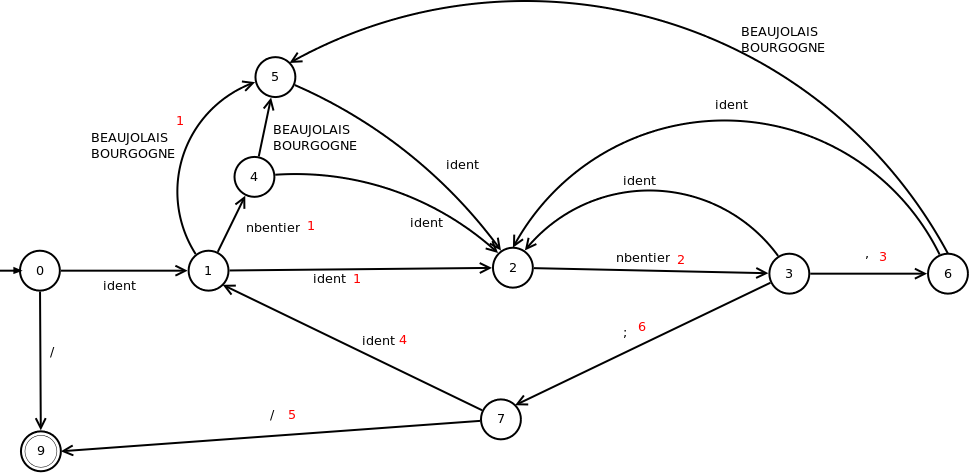 BEAUJOLAIS
BOURGOGNE
5
ident
1
BEAUJOLAIS
BOURGOGNE
BEAUJOLAIS
BOURGOGNE
ident
4
ident
nbentier 1
ident
0
1
2
3
6
ident
ident 1
nbentier 2
, 3
; 6
/
ident 4
/ 5
7
9